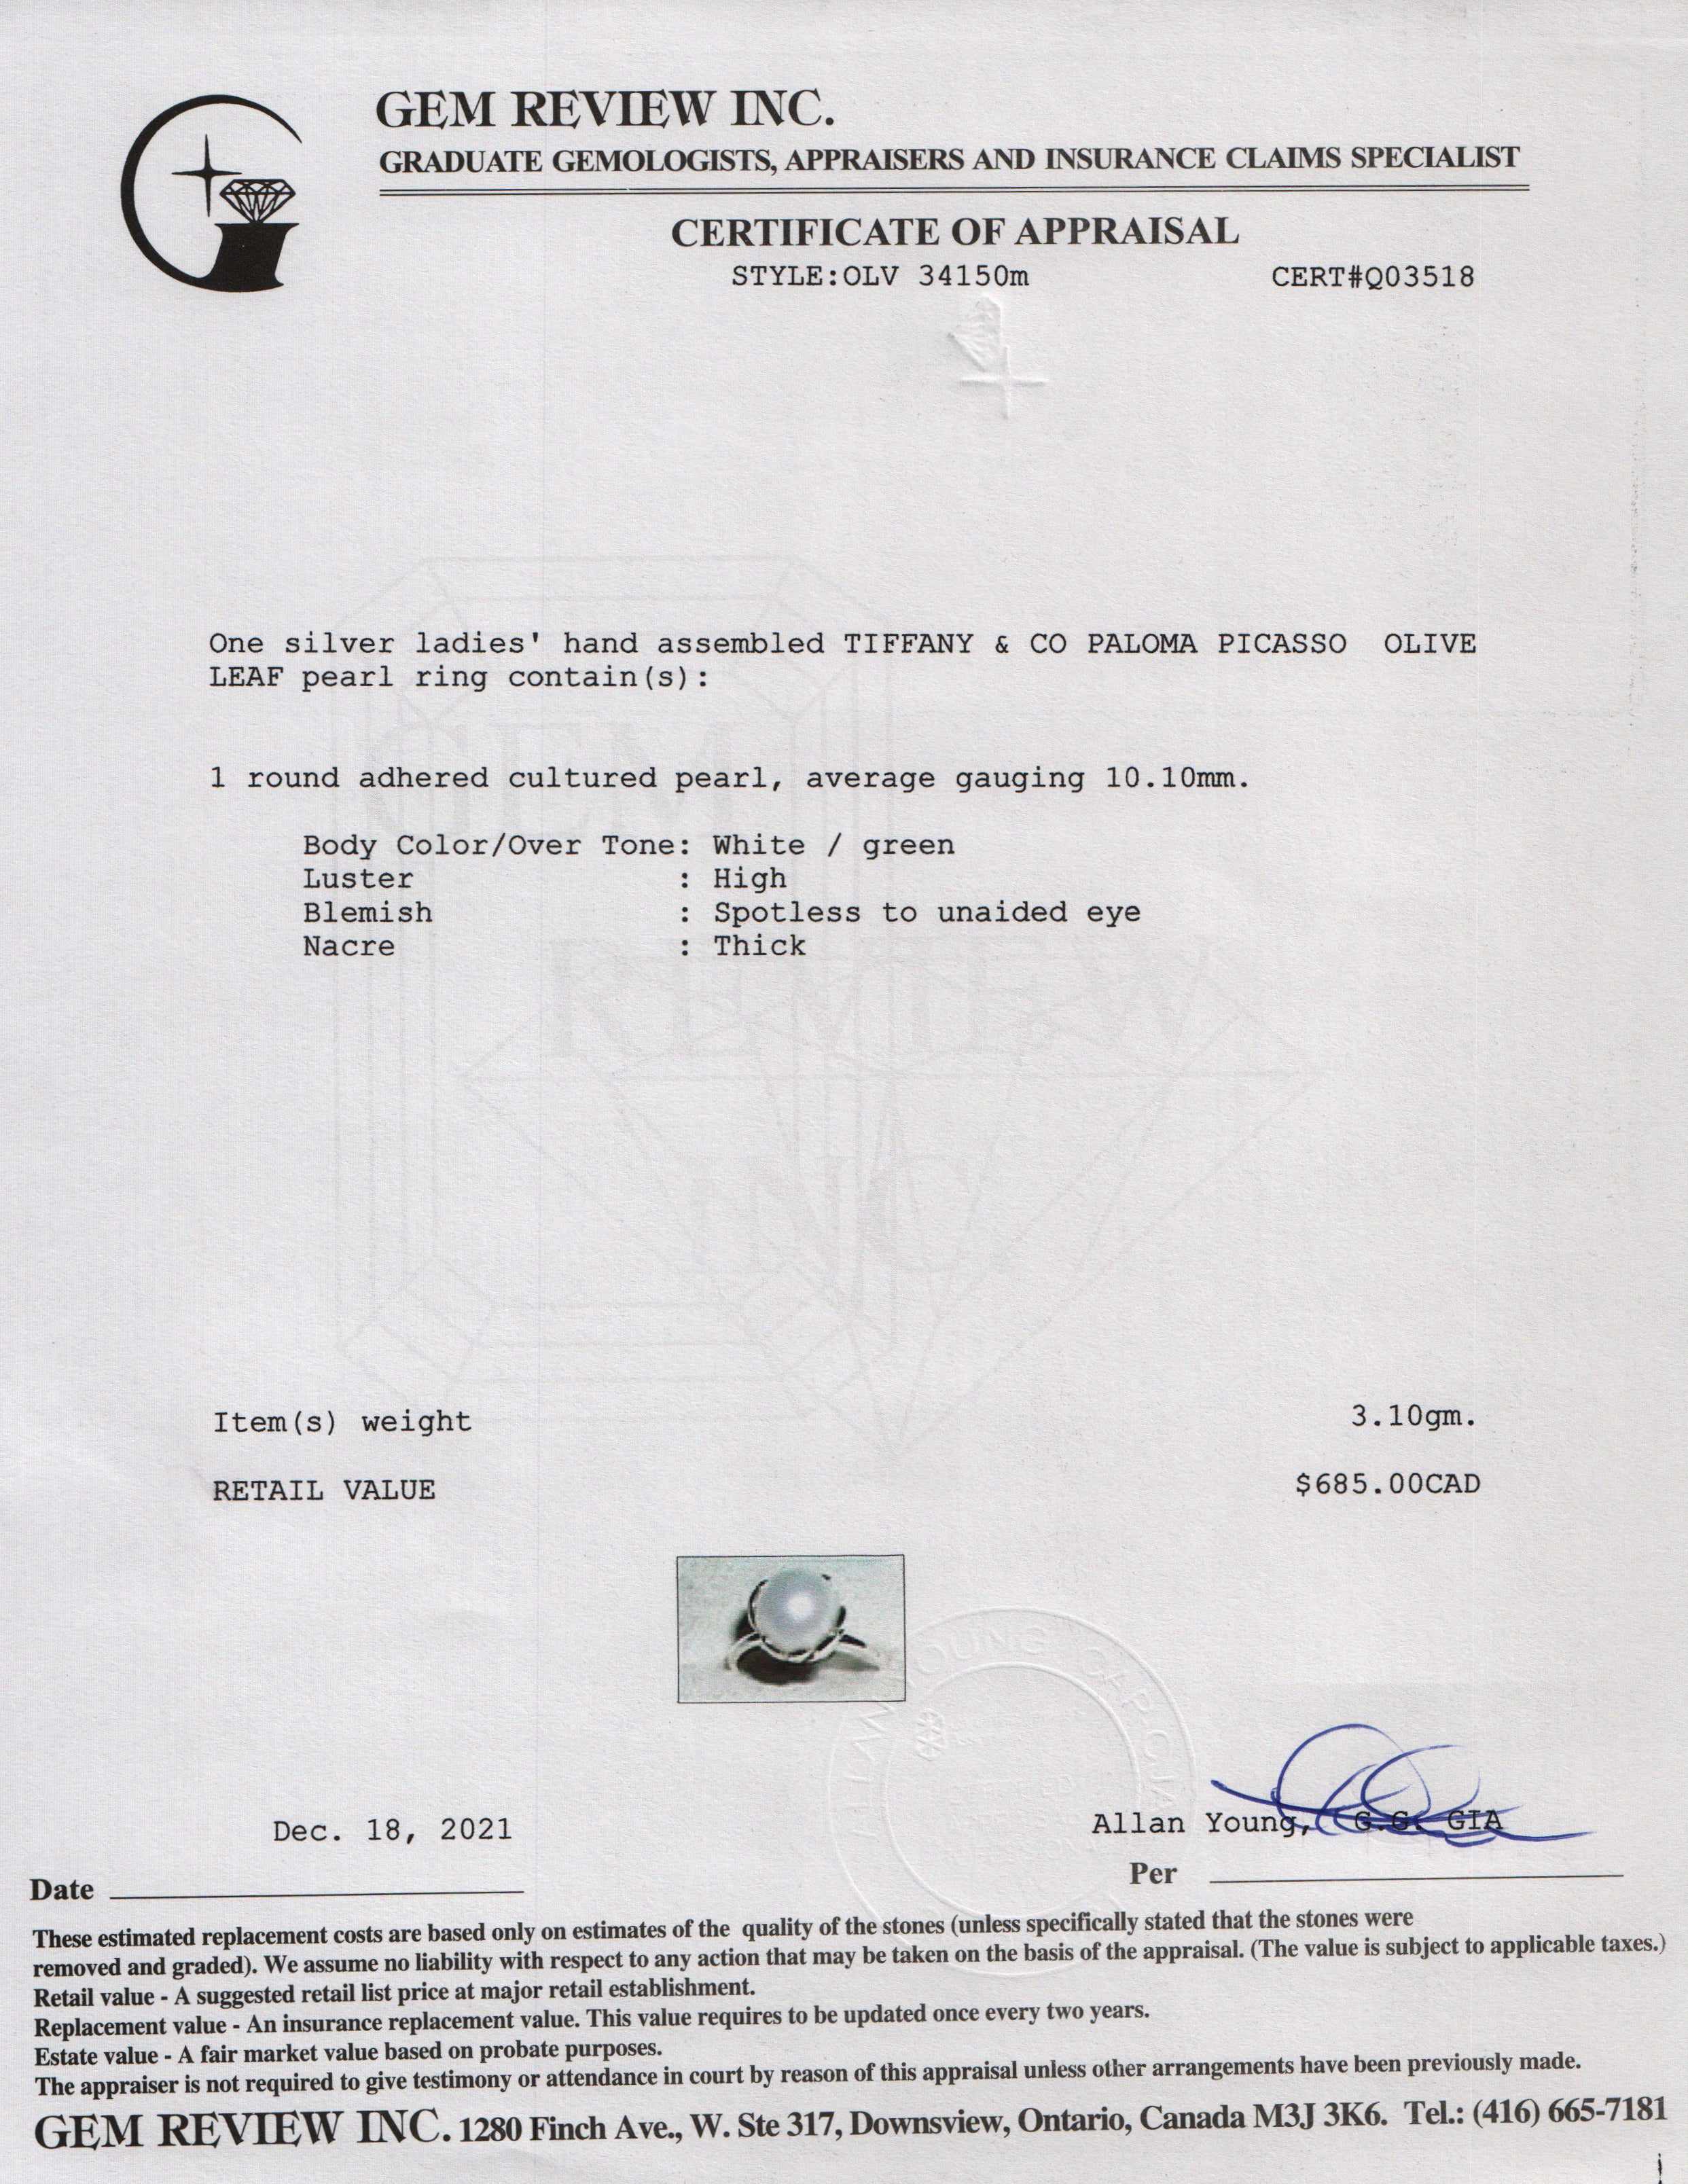 GEM REVIEW INC.
GRADUATE GEMOLOGISTS, APPRAISERS AND INSURANCE CLAIMS SPECIALIST
CERTIFICATE OF APPRAISAL
STYLE:OLV 34150m CERT#Q03518
One silver ladies' hand assembled TIFFANY & CO PALOMA PICASSO OLIVE
LEAF pearl ring contain(s):
1 round adhered cultured pearl, average gauging 10.10mm.
Body Color/Over Tone: White / green
Luster : High
Blemish : Spotless to unaided eye
Nacre : Thick
GEM
REVIEW
INC
Item(s) weight 3.10gm.
RETAIL VALUE $685.00CAD
Dec. 18, 2021 Allan Young, G.G. GIA
Date Per
These estimated replacement costs are based only on estimates of the quality of the stones (unless specifically stated that the stones were
removed and graded). We assume no liability with respect to any action that may be taken on the basis of the appraisal. (The value is subject to applicable taxes.)
Retail value - A suggested retail list price at major retail establishment.
Replacement value - An insurance replacement value. This value requires to be updated once every two years.
Estate value - A fair market value based on probate purposes.
The appraiser is not required to give testimony or attendance in court by reason of this appraisal unless other arrangements have been previously made.
GEM REVIEW INC. 1280 Finch Ave., W. Ste 317, Downsview, Ontario, Canada M3J 3K6. Tel.: (416) 665-7181